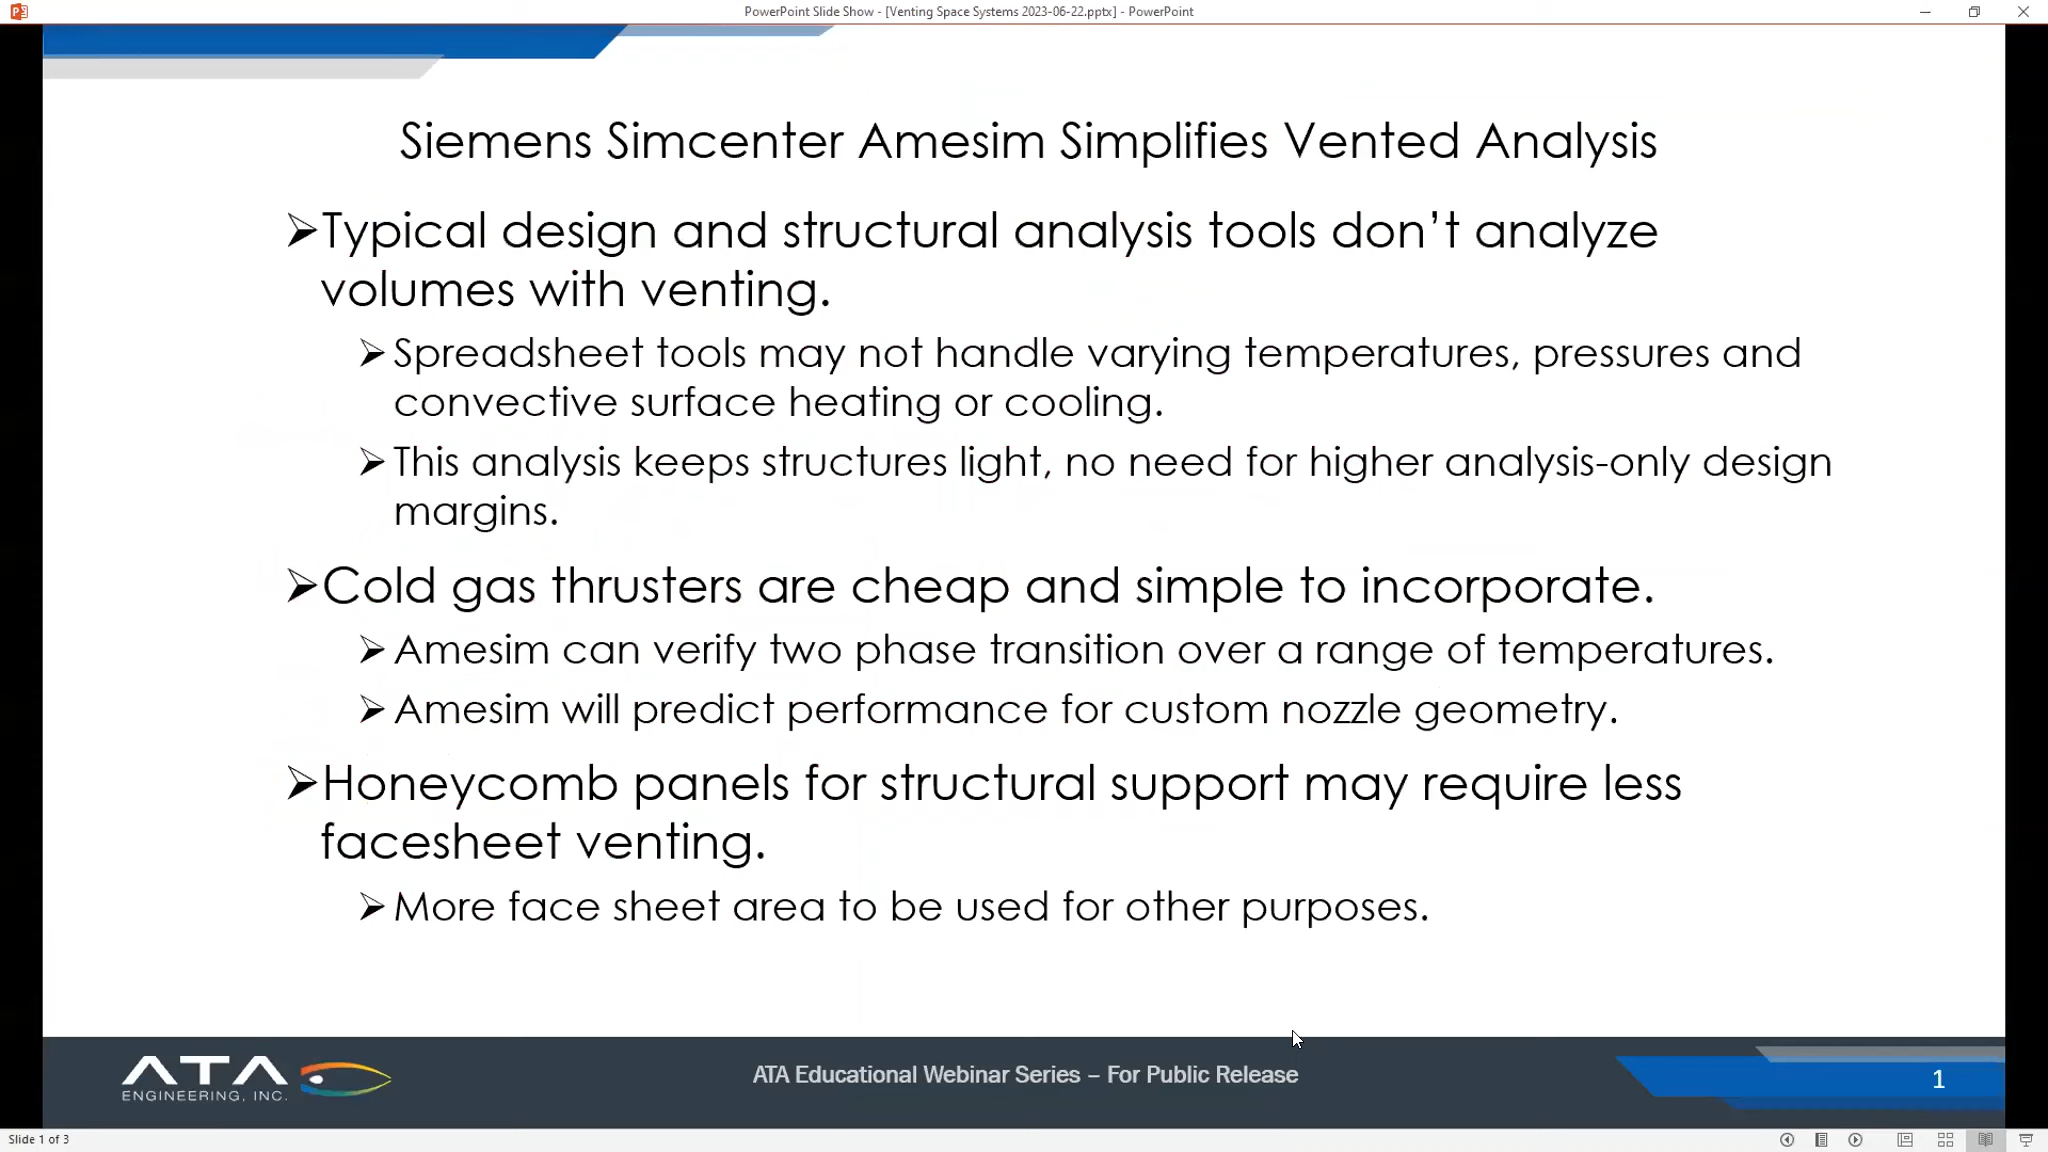 PowerPoint Slide Show - [Venting Space Systems 2023-06-22.pptx] - PowerPoint
Siemens Simcenter Amesim Simplifies Vented Analysis
➢Typical design and structural analysis tools don’t analyze
volumes with venting.
➢Spreadsheet tools may not handle varying temperatures, pressures and
convective surface heating or cooling.
➢This analysis keeps structures light, no need for higher analysis-only design
margins.
➢Cold gas thrusters are cheap and simple to incorporate.
➢Amesim can verify two phase transition over a range of temperatures.
➢Amesim will predict performance for custom nozzle geometry.
➢Honeycomb panels for structural support may require less
facesheet venting.
➢More face sheet area to be used for other purposes.
ATA
ENGINEERING, INC.
ATA Educational Webinar Series – For Public Release
1
Slide 1 of 3